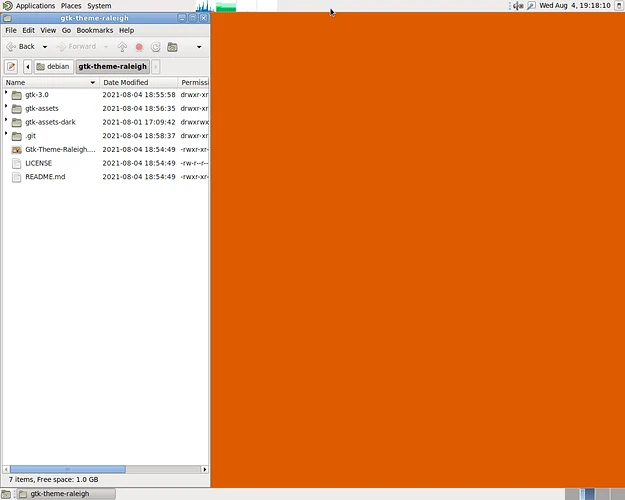 Applications Places System
Wed Aug 4, 19:18:10
gtk-theme-raleigh
File Edit View Go Bookmarks Help
Back Forward
debian gtk-theme-raleigh
Name Date Modified Permissi
gtk-3.0 2021-08-04 18:55:58 drwxr-xr
gtk-assets 2021-08-04 18:56:35 drwxr-xr
gtk-assets-dark 2021-08-01 17:09:42 drwxrwx
.git 2021-08-04 18:58:37 drwxr-xr
Gtk-Theme-Raleigh.... 2021-08-04 18:54:49 -rwxr-xr-
LICENSE 2021-08-04 18:54:49 -rw-r--r--
README.md 2021-08-04 18:54:49 -rwxr-xr-
7 items, Free space: 1.0 GB
gtk-theme-raleigh